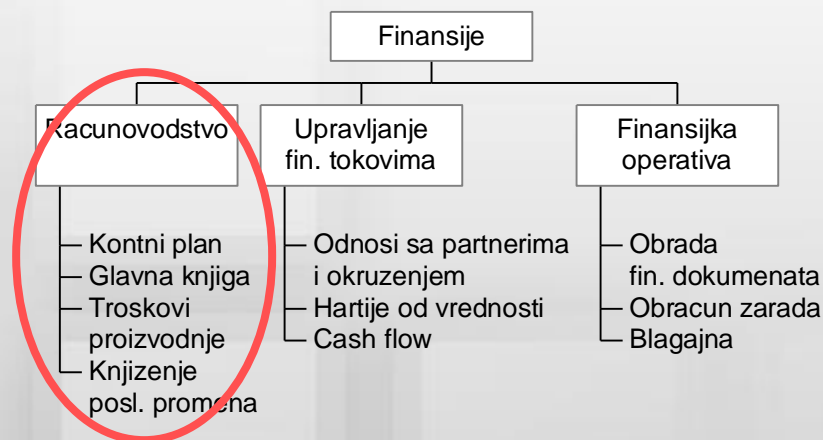 Finansije
Racunovodstvo
Upravljanje
fin. tokovima
Finansijka
operativa
Kontni plan
Glavna knjiga
Troskovi
proizvodnje
Knjizenje
posl. promena
Odnosi sa partnerima
i okruzenjem
Hartije od vrednosti
Cash flow
Obrada
fin. dokumenata
Obracun zarada
Blagajna